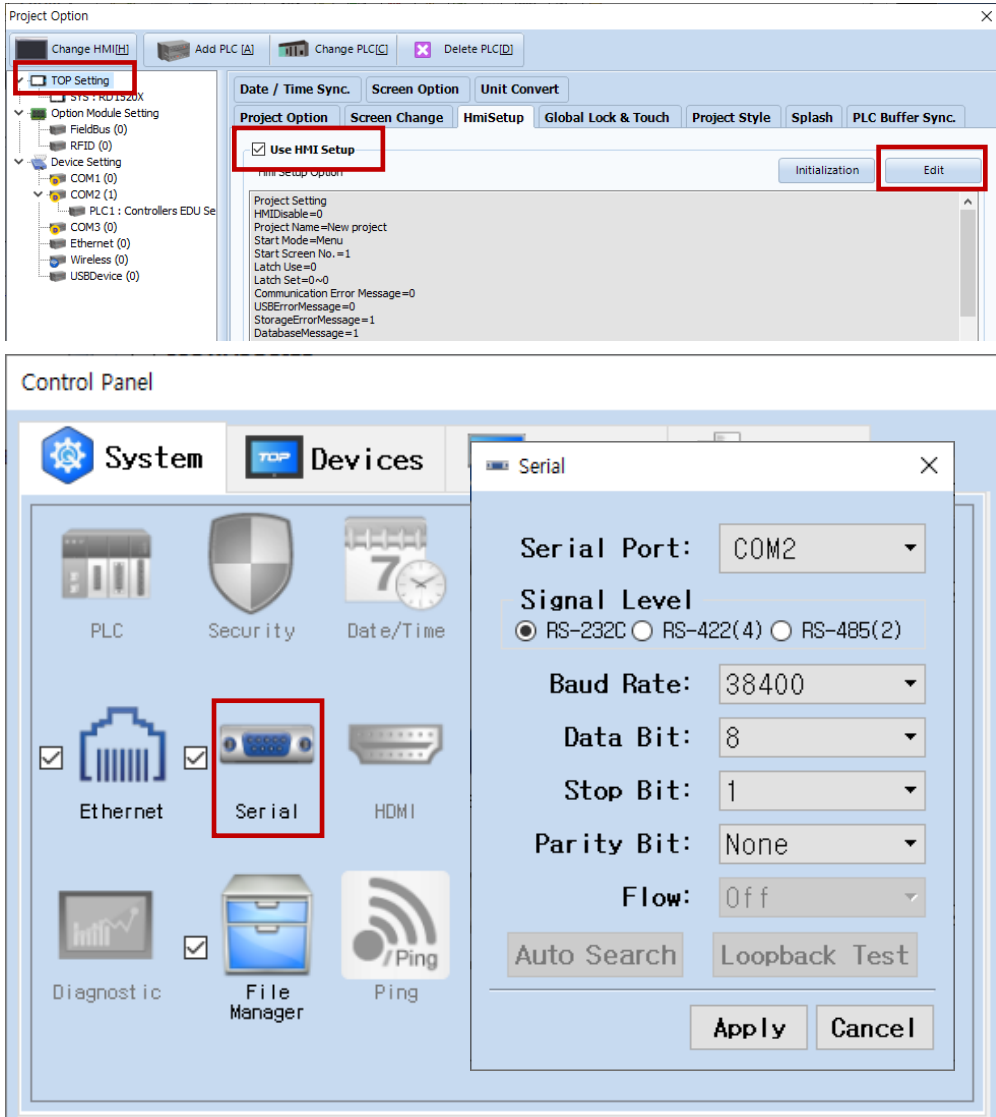 Project Option
Change HMI[H]
Add PLC [A]
Change PLC[C]
Delete PLC[D]
TOP Setting
SYS : RD1520X
Option Module Setting
FieldBus (0)
RFID (0)
Device Setting
COM1 (0)
COM2 (1)
PLC1 : Controllers EDU Se
COM3 (0)
Ethernet (0)
Wireless (0)
USBDevice (0)
Date / Time Sync.
Screen Option
Unit Convert
Project Option
Screen Change
HmiSetup
Global Lock & Touch
Project Style
Splash
PLC Buffer Sync.
Use HMI Setup
Hmi Setup Option
Initialization
Edit
Project Setting
HMIDisable=0
Project Name=New project
Start Mode=Menu
Start Screen No.=1
Latch Use=0
Latch Set=0~0
Communication Error Message=0
USBErrorMessage=0
StorageErrorMessage=1
DatabaseMessage=1
Control Panel
System
TOP
Devices
PLC
Security
7
Date/Time
Ethernet
Serial
HDMI
Diagnostic
File
Manager
/Ping
Ping
Serial
Serial Port: COM2
Signal Level
RS-232C RS-422(4) RS-485(2)
Baud Rate: 38400
Data Bit: 8
Stop Bit: 1
Parity Bit: None
Flow: Off
Auto Search
Loopback Test
Apply
Cancel